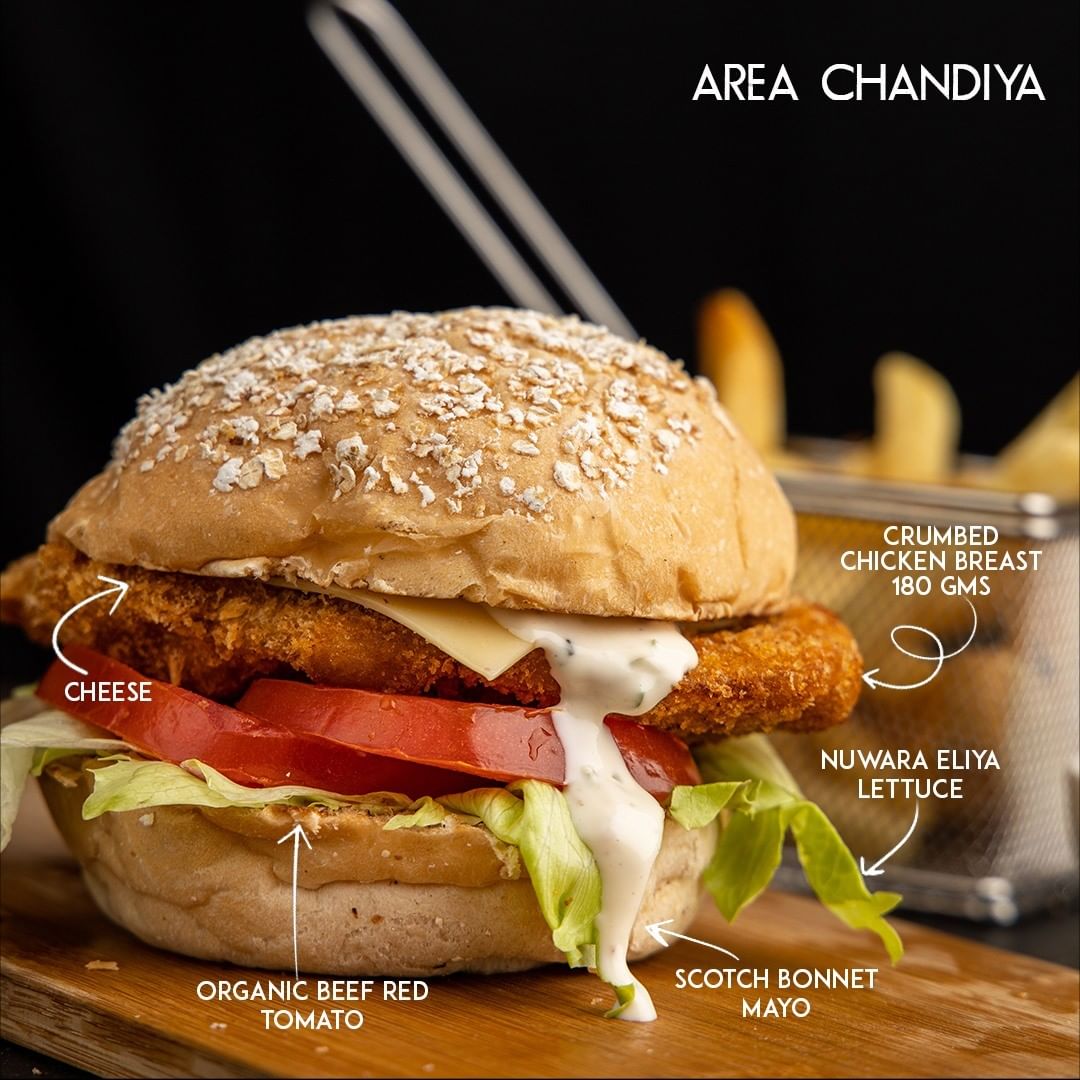 AREA CHANDIYA
CRUMBED
CHICKEN BREAST
180 GMS
CHEESE
NUWARA ELIYA
LETTUCE
ORGANIC BEEF RED
TOMATO
SCOTCH BONNET
MAYO